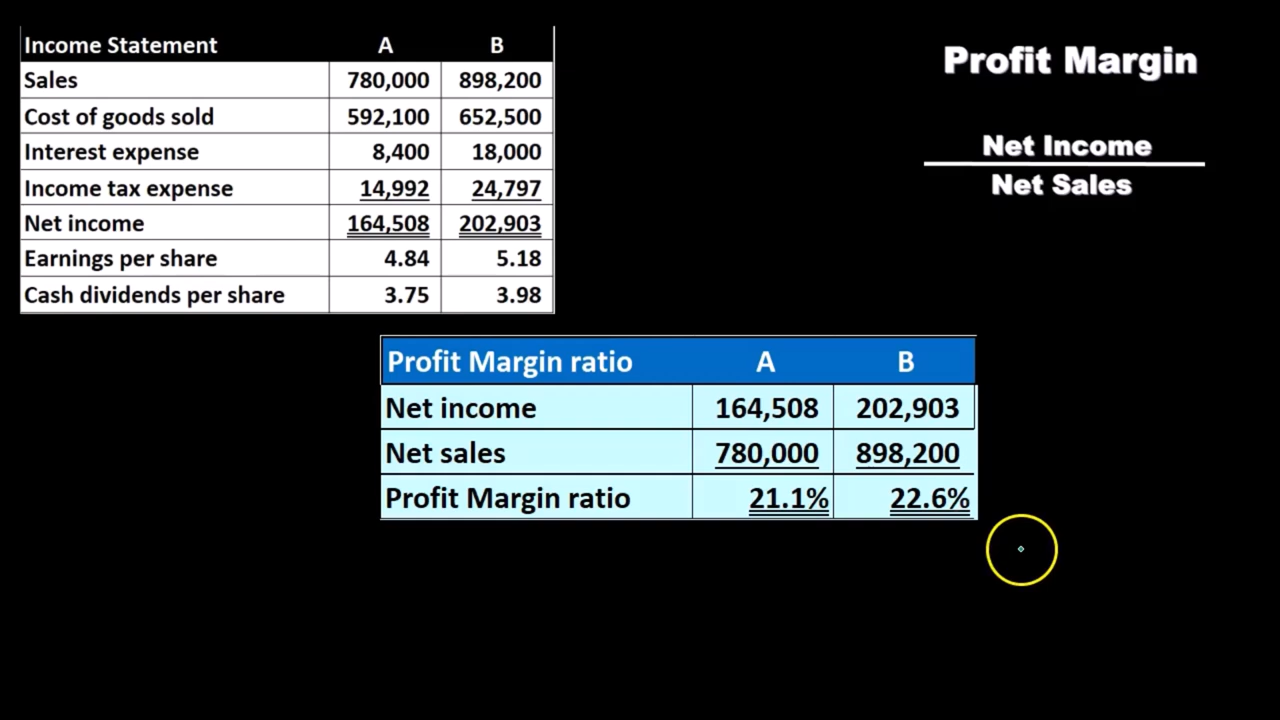 Income Statement A B
Sales 780,000 898,200
Cost of goods sold 592,100 652,500
Interest expense 8,400 18,000
Income tax expense 14,992 24,797
Net income 164,508 202,903
Earnings per share 4.84 5.18
Cash dividends per share 3.75 3.98
Profit Margin
Net Income
Net Sales
Profit Margin ratio A B
Net income 164,508 202,903
Net sales 780,000 898,200
Profit Margin ratio 21.1% 22.6%